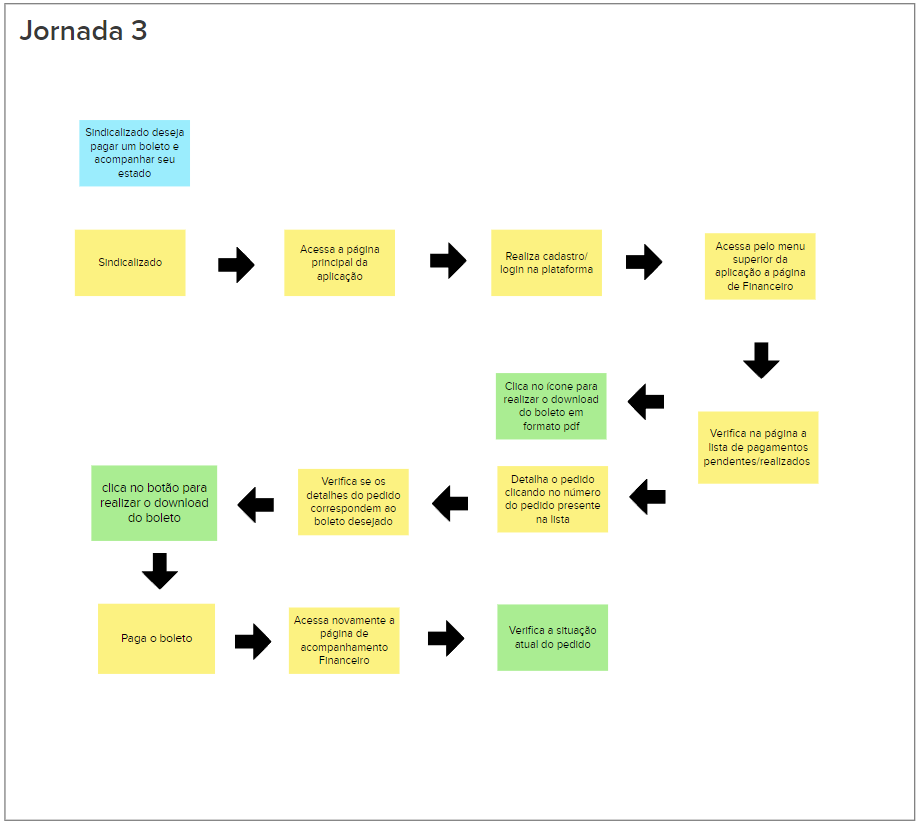 Jornada 3
Sindicalizado deseja
pagar um boleto e
acompanhar seu
estado
Sindicalizado
Acessa a página
principal da
aplicação
Realiza cadastro/
login na plataforma
Acessa pelo menu
superior da
aplicação a página
de Financeiro
Clica no ícone para
realizar o download
do boleto em
formato pdf
Verifica na página a
lista de pagamentos
pendentes/realizados
Detalha o pedido
clicando no número
do pedido presente
na lista
Verifica se os
detalhes do pedido
correspondem ao
boleto desejado
clica no botão para
realizar o download
do boleto
Paga o boleto
Acessa novamente a
página de
acompanhamento
Financeiro
Verifica a situação
atual do pedido